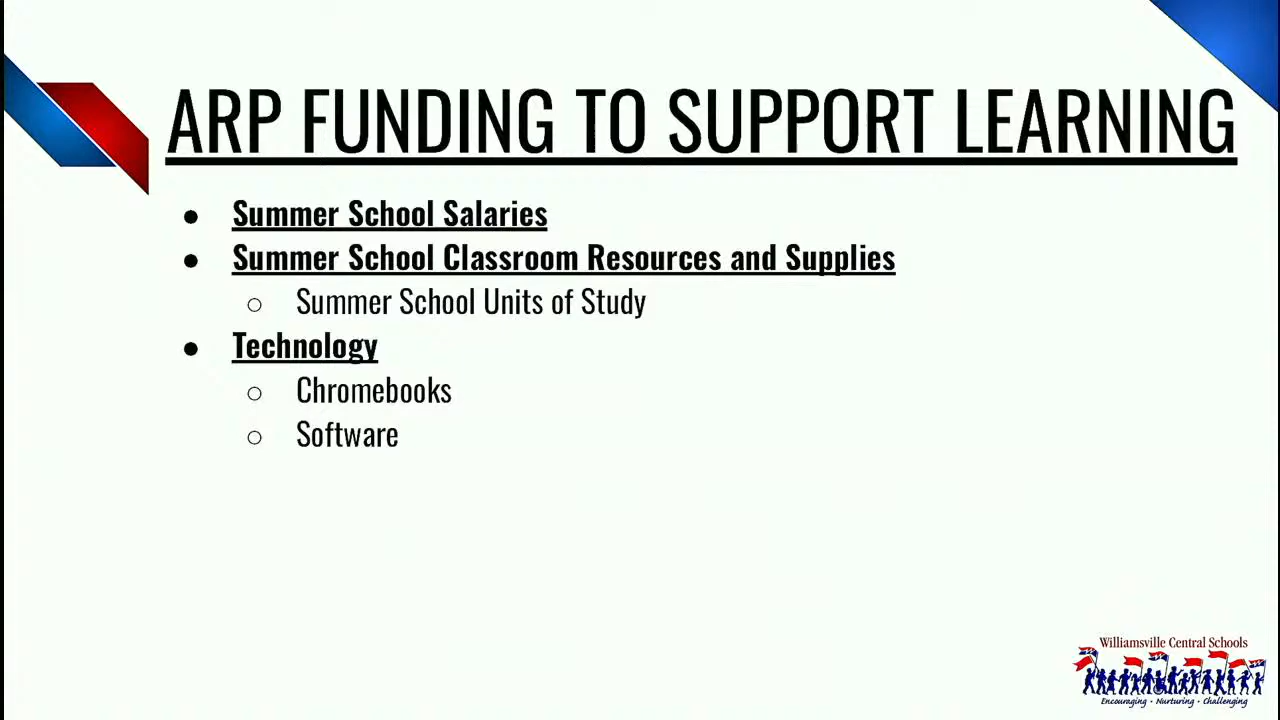 ARP FUNDING TO SUPPORT LEARNING
● Summer School Salaries
● Summer School Classroom Resources and Supplies
○ Summer School Units of Study
● Technology
○ Chromebooks
○ Software
Williamsville Central Schools
Encouraging • Nurturing • Challenging